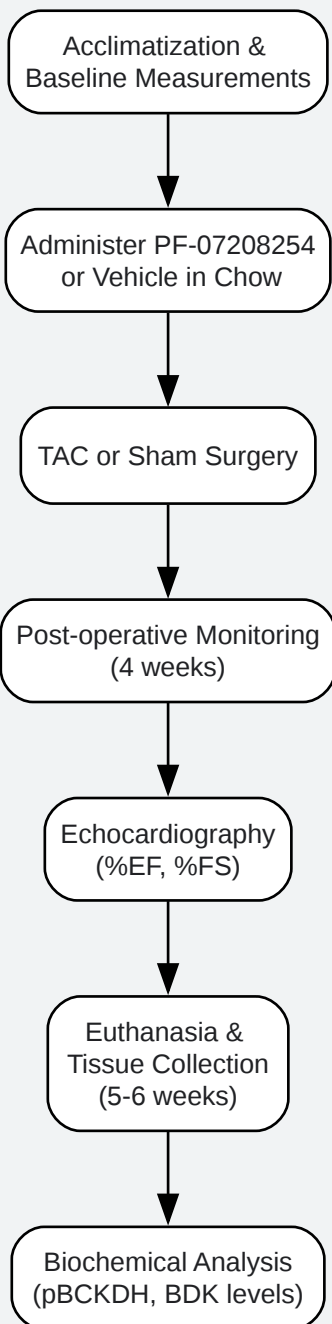 Acclimatization &
Baseline Measurements
Administer PF-07208254
or Vehicle in Chow
TAC or Sham Surgery
Post-operative Monitoring
(4 weeks)
Echocardiography
(%EF, %FS)
Euthanasia &
Tissue Collection
(5-6 weeks)
Biochemical Analysis
(pBCKDH, BDK levels)